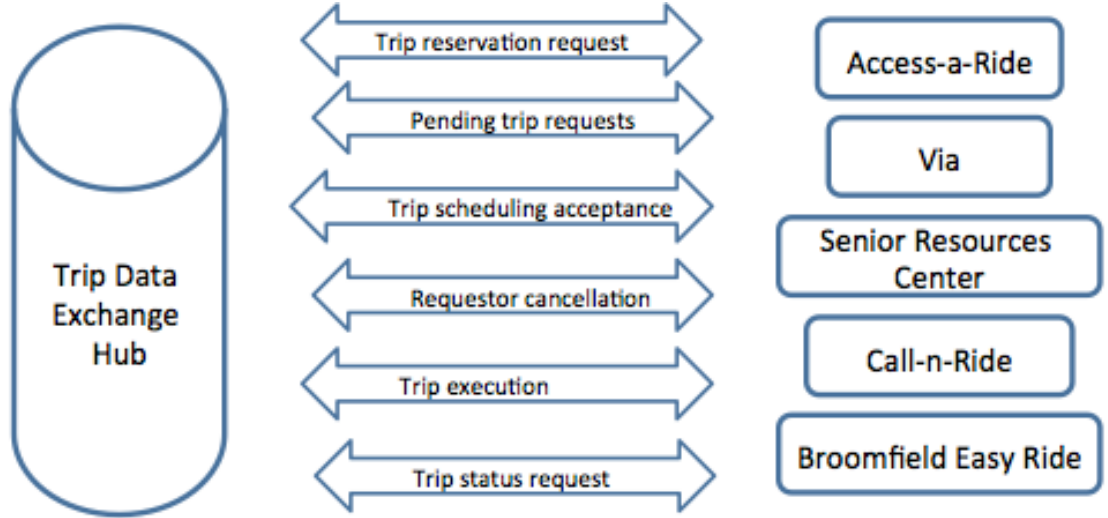 Trip Data
Exchange
Hub
Trip reservation request
Pending trip requests
Trip scheduling acceptance
Requestor cancellation
Trip execution
Trip status request
Access-a-Ride
Via
Senior Resources
Center
Call-n-Ride
Broomfield Easy Ride